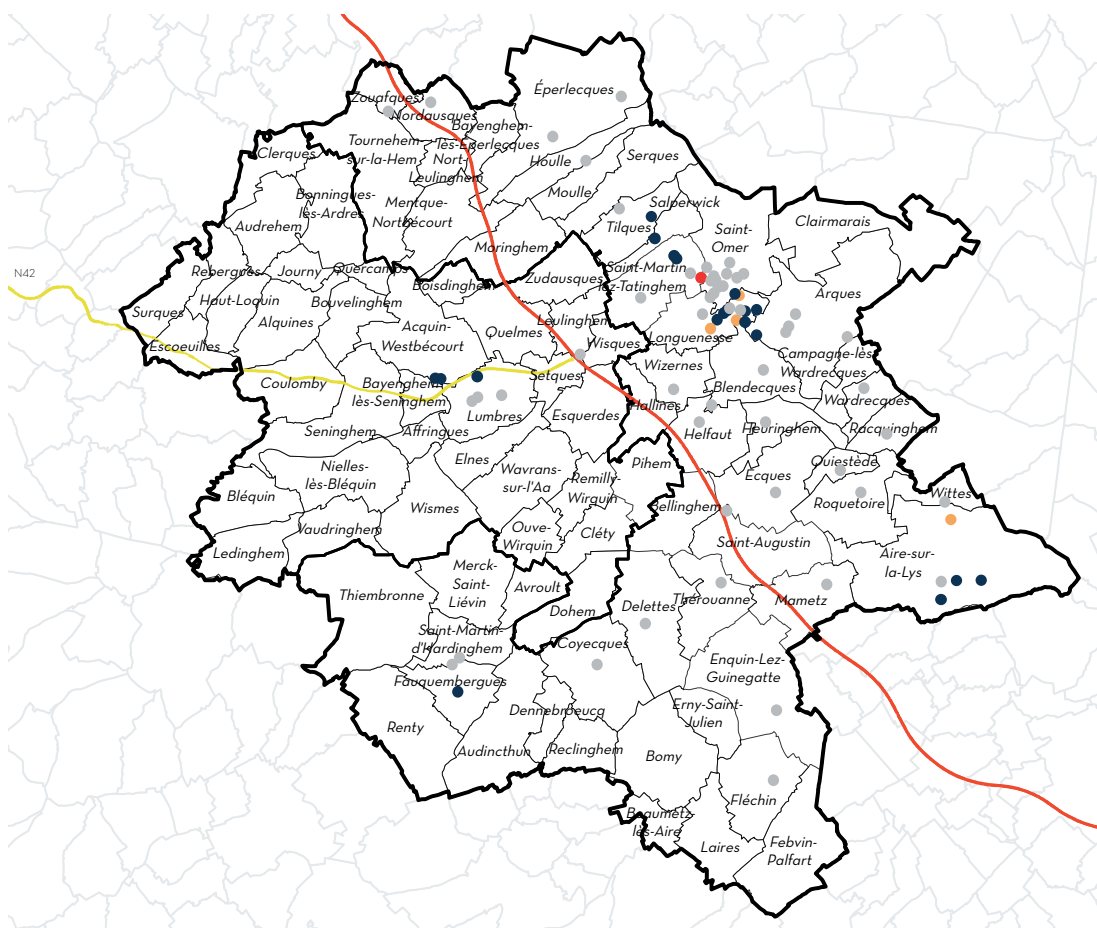 Éperlecques
Zouafques
Nordausques
Bayenghem-
lès-Eperlecques
Tournehem-
sur-la-Hem
Nort-
Leulinghem
Houlle
Serques
Clerques
Moulle
Bonningues-
lès-Ardres
Mentque-
Nortbécourt
Salperwick
Tilques
Saint-
Omer
Clairmarais
Audrehem
Moringhem
N42
Rebergues
Journy
Quercamps
Boisdinghem
Zudausques
Saint-Martin
lez-Tatinghem
Arques
Surques
Haut-Loquin
Bouvelinghem
Alquines
Acquin-
Westbécourt
Quelmes
Leulinghem
Wisques
Longuenesse
Escoeuilles
Campagne-lès-
Wardrecques
Coulomby
Bayenghem-
lès-Seninghem
Setques
Wizernes
Blendecques
Lumbres
Esquerdes
Hallines
Wardrecques
Seninghem
Affringues
Helfaut
Heuringhem
Racquinghem
Nielles-
lès-Bléquin
Elnes
Wavrans-
sur-l'Aa
Remilly-
Wirquin
Pihem
Ecques
Quiestède
Bléquin
Wismes
Bellinghem
Roquetoire
Wittes
Vaudringhem
Ouve-
Wirquin
Cléty
Saint-Augustin
Ledinghem
Aire-sur-
la-Lys
Thiembronne
Merck-
Saint-
Liévin
Avroult
Dohem
Delettes
Thérouanne
Mametz
Saint-Martin-
d'Hardinghem
Coyecques
Enquin-Lez-
Guinegatte
Fauquembergues
Renty
Dennebroeucq
Erny-Saint-
Julien
Audincthun
Reclinghem
Bomy
Fléchin
Beaumetz-
lès-Aire
Laires
Febvin-
Palfart